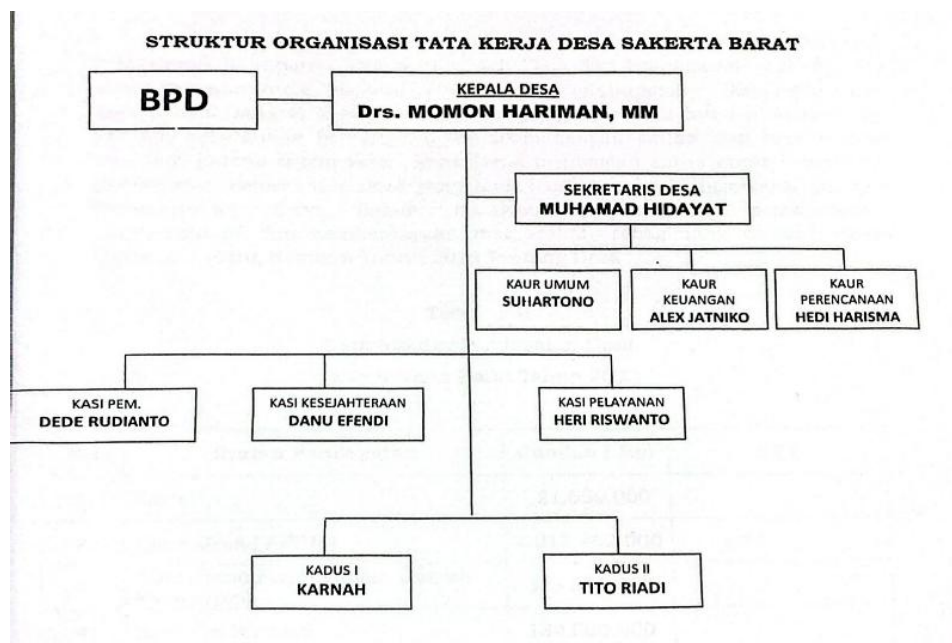 STRUKTUR ORGANISASI TATA KERJA DESA SAKERTA BARAT
BPD
KEPALA DESA
Drs. MOMON HARIMAN, MM
SEKRETARIS DESA
MUHAMAD HIDAYAT
KAUR UMUM
SUHARTONO
KAUR
KEUANGAN
ALEX JATNIKO
KAUR
PERENCANAAN
HEDI HARISMA
KASI PEM.
DEDE RUDIANTO
KASI KESEJAHTERAAN
DANU EFENDI
KASI PELAYANAN
HERI RISWANTO
KADUS I
KARNAH
KADUS II
TITO RIADI